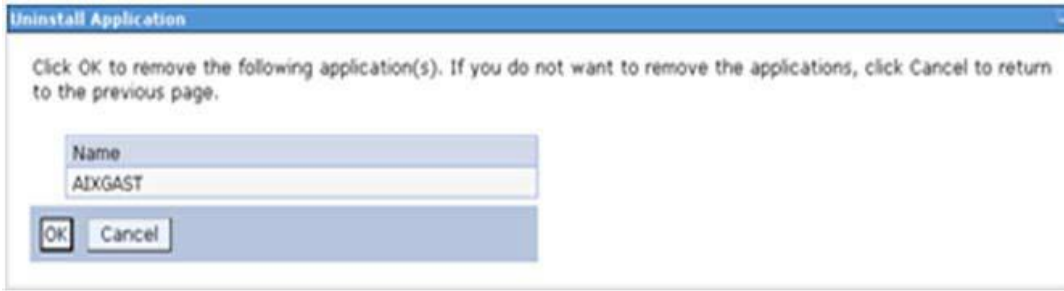 Uninstall Application
Click OK to remove the following application(s). If you do not want to remove the applications, click Cancel to return
to the previous page.
Name
AIXGAST
OK Cancel